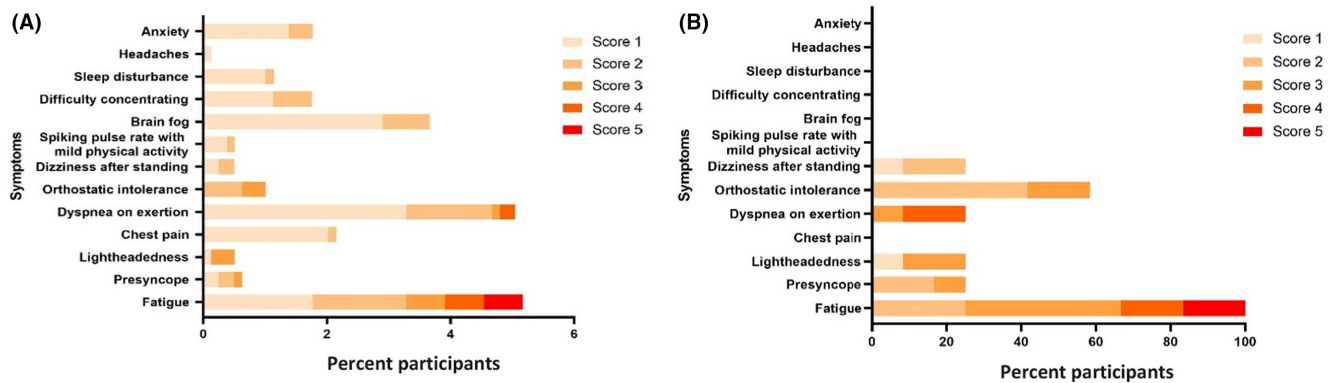 (A)
Anxiety
Headaches
Sleep disturbance
Difficulty concentrating
Brain fog
Spiking pulse rate with
mild physical activity
Dizziness after standing
Orthostatic intolerance
Dyspnea on exertion
Chest pain
Lightheadedness
Presyncope
Fatigue
Symptoms
0 2 4 6
Percent participants
Score 1
Score 2
Score 3
Score 4
Score 5
(B)
Anxiety
Headaches
Sleep disturbance
Difficulty concentrating
Brain fog
Spiking pulse rate with
mild physical activity
Dizziness after standing
Orthostatic intolerance
Dyspnea on exertion
Chest pain
Lightheadedness
Presyncope
Fatigue
Symptoms
0 20 40 60 80 100
Percent participants
Score 1
Score 2
Score 3
Score 4
Score 5